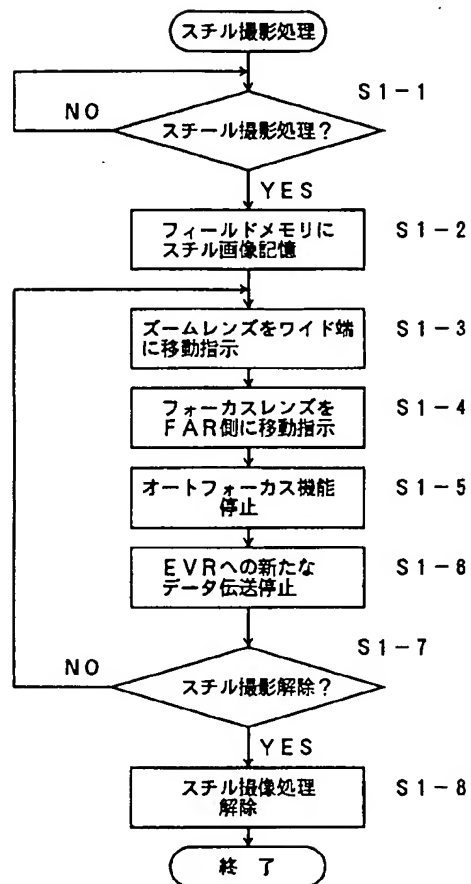 スチル撮影処理
S1-1
NO
スチール撮影処理?
YES
フィールドメモリに
スチル画像記憶
S1-2
ズームレンズをワイド端
に移動指示
S1-3
フォーカスレンズを
FAR側に移動指示
S1-4
オートフォーカス機能
停止
S1-5
EVRへの新たな
データ伝送停止
S1-6
S1-7
NO
スチル撮影解除?
YES
スチル撮像処理
解除
S1-8
終了